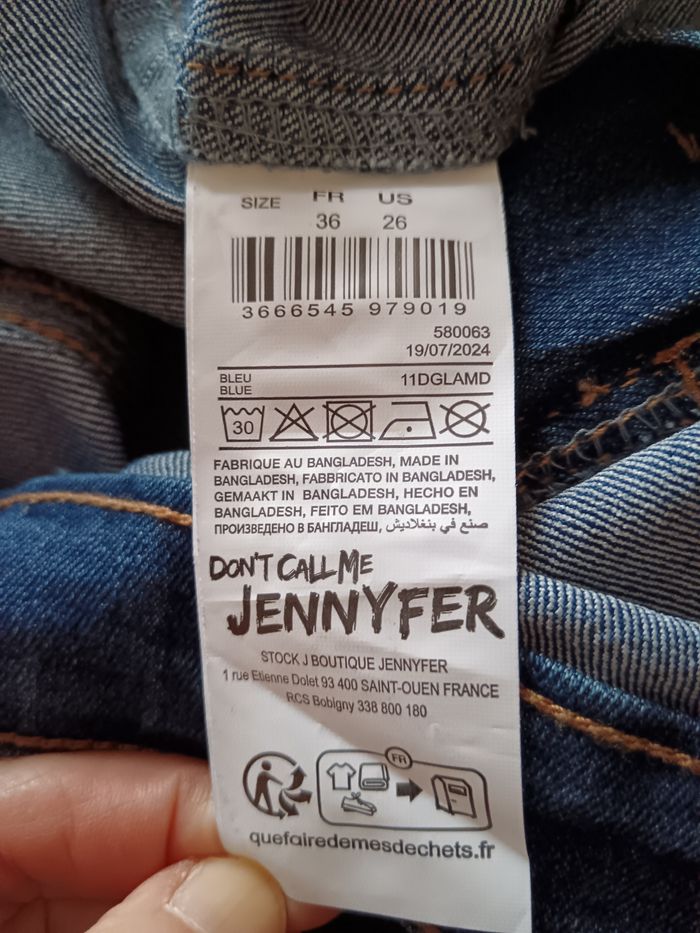 SIZE FR US
36 26
3666545 979019
580063
19/07/2024
BLEU
BLUE 11DGLAMD
30
FABRIQUE AU BANGLADESH, MADE IN
BANGLADESH, FABBRICATO IN BANGLADESH,
GEMAAKT IN BANGLADESH, HECHO EN
BANGLADESH, FEITO EM BANGLADESH,
ПРОИЗВЕДЕНО В БАНГЛАДЕШ, صنع في بنغلاديش
DON'T CALL ME
JENNYFER
STOCK J BOUTIQUE JENNYFER
1 rue Etienne Dolet 93 400 SAINT-OUEN FRANCE
RCS Bobigny 338 800 180
FR
quefairedemesdechets.fr